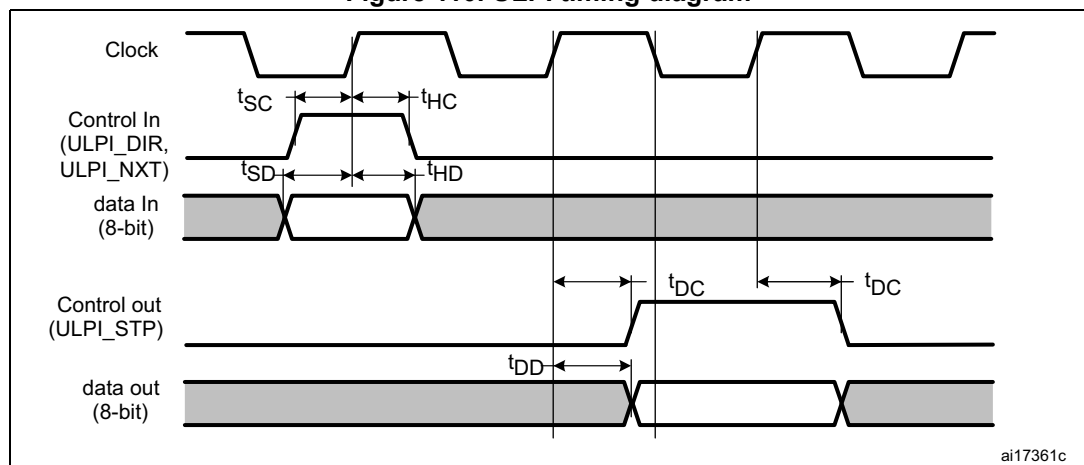 Clock
tSC
tHC
Control In
(ULPI_DIR,
ULPI_NXT)
tSD
tHD
data In
(8-bit)
tDC
tDC
Control out
(ULPI_STP)
tDD
data out
(8-bit)
ai17361c